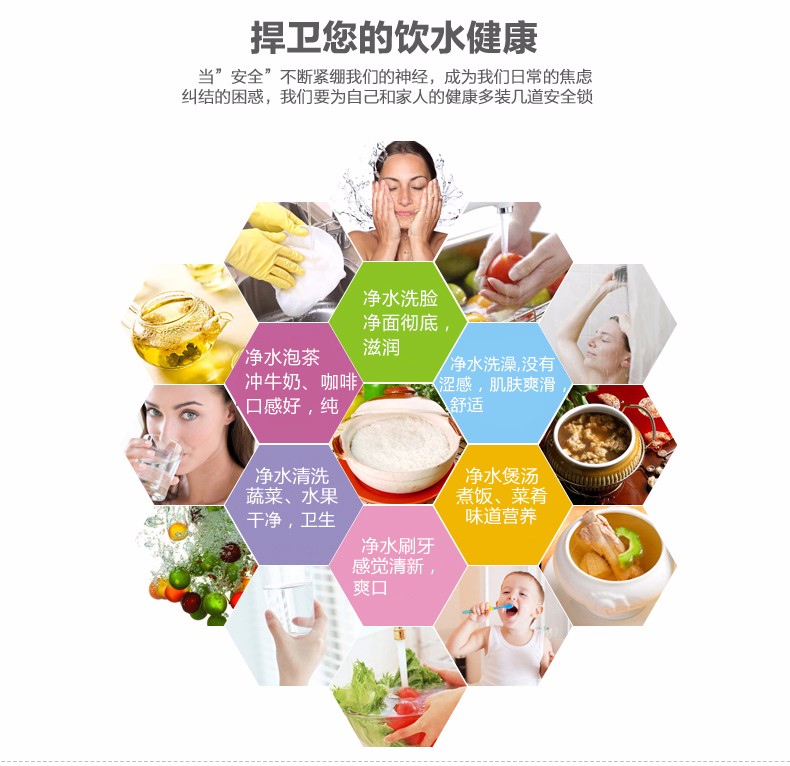 捍卫您的饮水健康
当”安全”不断紧绷我们的神经，成为我们日常的焦虑
纠结的困惑，我们要为自己和家人的健康多装几道安全锁
净水洗脸
净面彻底，
滋润
净水泡茶
冲牛奶、咖啡
口感好，纯
净水洗澡,没有
涩感，肌肤爽滑，
舒适
净水清洗
蔬菜、水果
干净，卫生
净水煲汤
煮饭、菜肴
味道营养
净水刷牙
感觉清新，
爽口